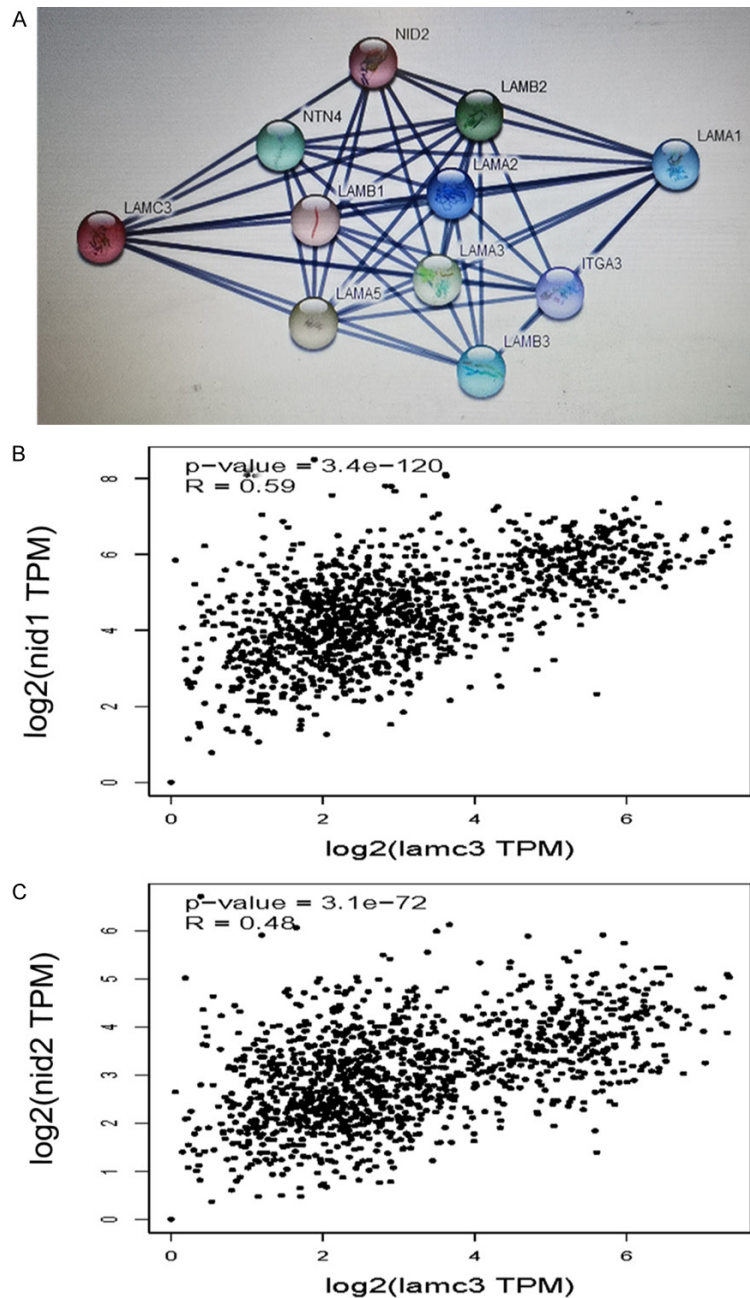 A
NID2
LAMB2
NTN4
LAMA1
LAMA2
LAMB1
LAMC3
LAMA3
ITGA3
LAMA5
LAMB3
B
p-value = 3.4e-120
R = 0.59
log2(nid1 TPM)
8
6
4
2
0
0 2 4 6
log2(lamc3 TPM)
C
p-value = 3.1e-72
R = 0.48
log2(nid2 TPM)
6
5
4
3
2
1
0
0 2 4 6
log2(lamc3 TPM)